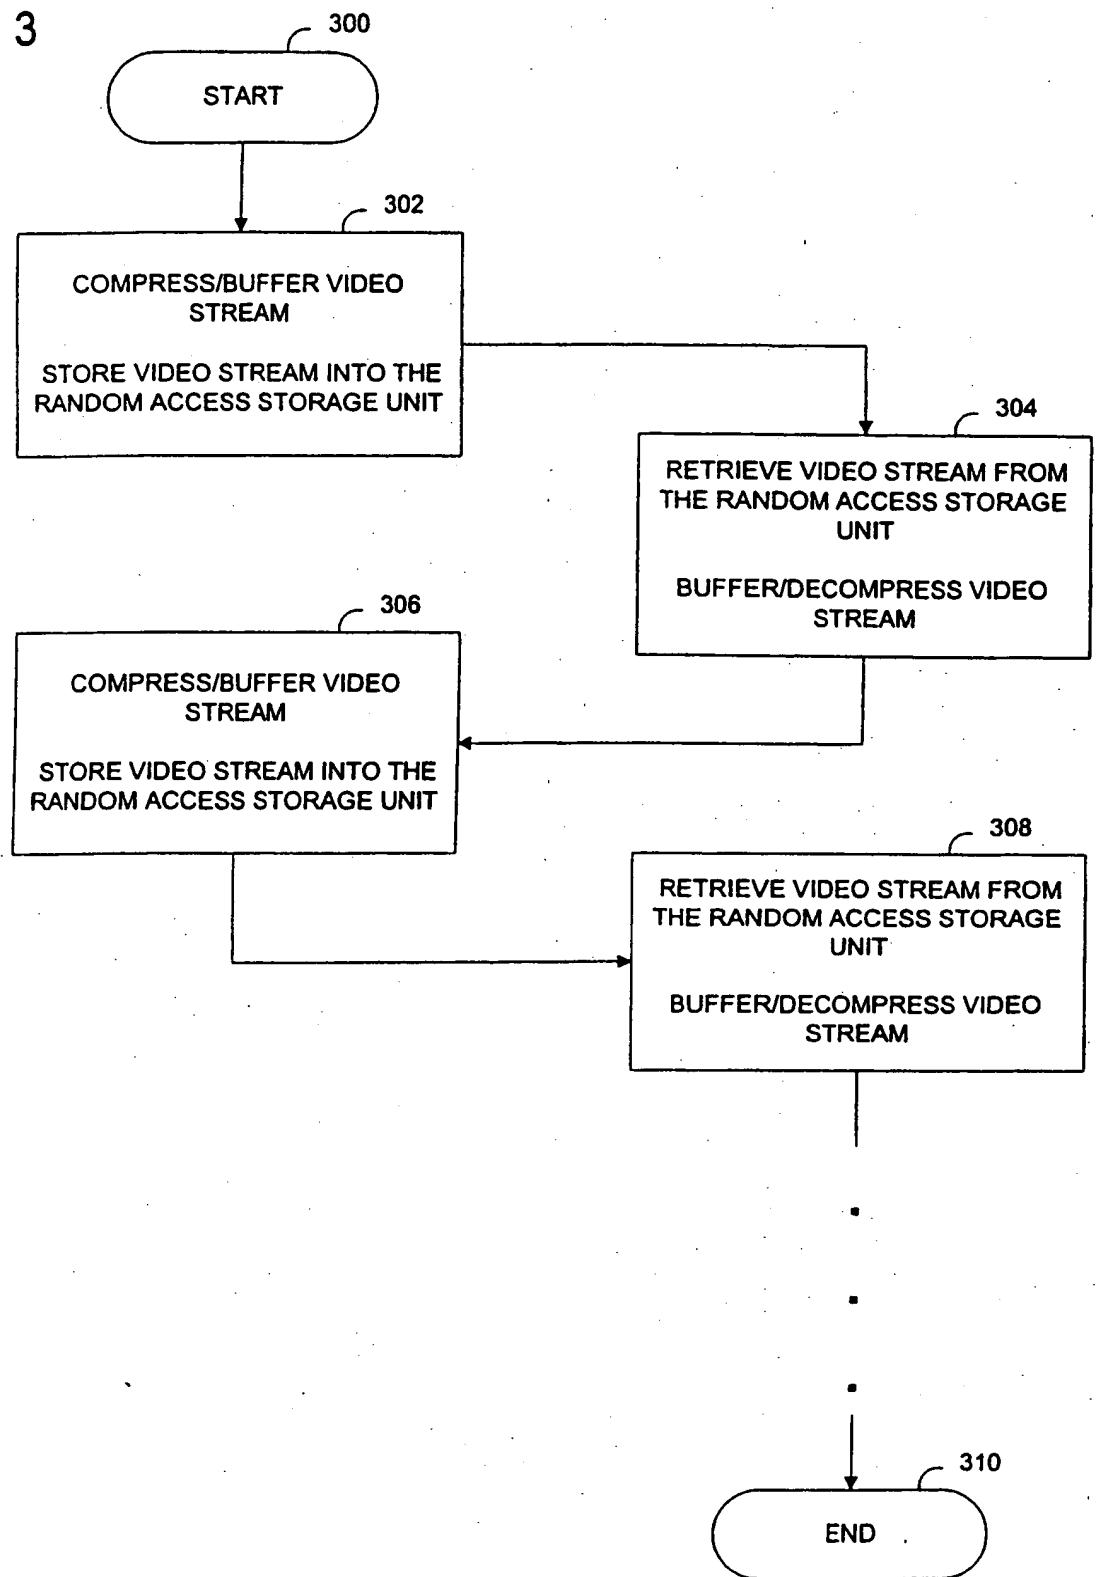 3
300
START
302
COMPRESS/BUFFER VIDEO
STREAM
STORE VIDEO STREAM INTO THE
RANDOM ACCESS STORAGE UNIT
304
RETRIEVE VIDEO STREAM FROM
THE RANDOM ACCESS STORAGE
UNIT
BUFFER/DECOMPRESS VIDEO
STREAM
306
COMPRESS/BUFFER VIDEO
STREAM
STORE VIDEO STREAM INTO THE
RANDOM ACCESS STORAGE UNIT
308
RETRIEVE VIDEO STREAM FROM
THE RANDOM ACCESS STORAGE
UNIT
BUFFER/DECOMPRESS VIDEO
STREAM
310
END